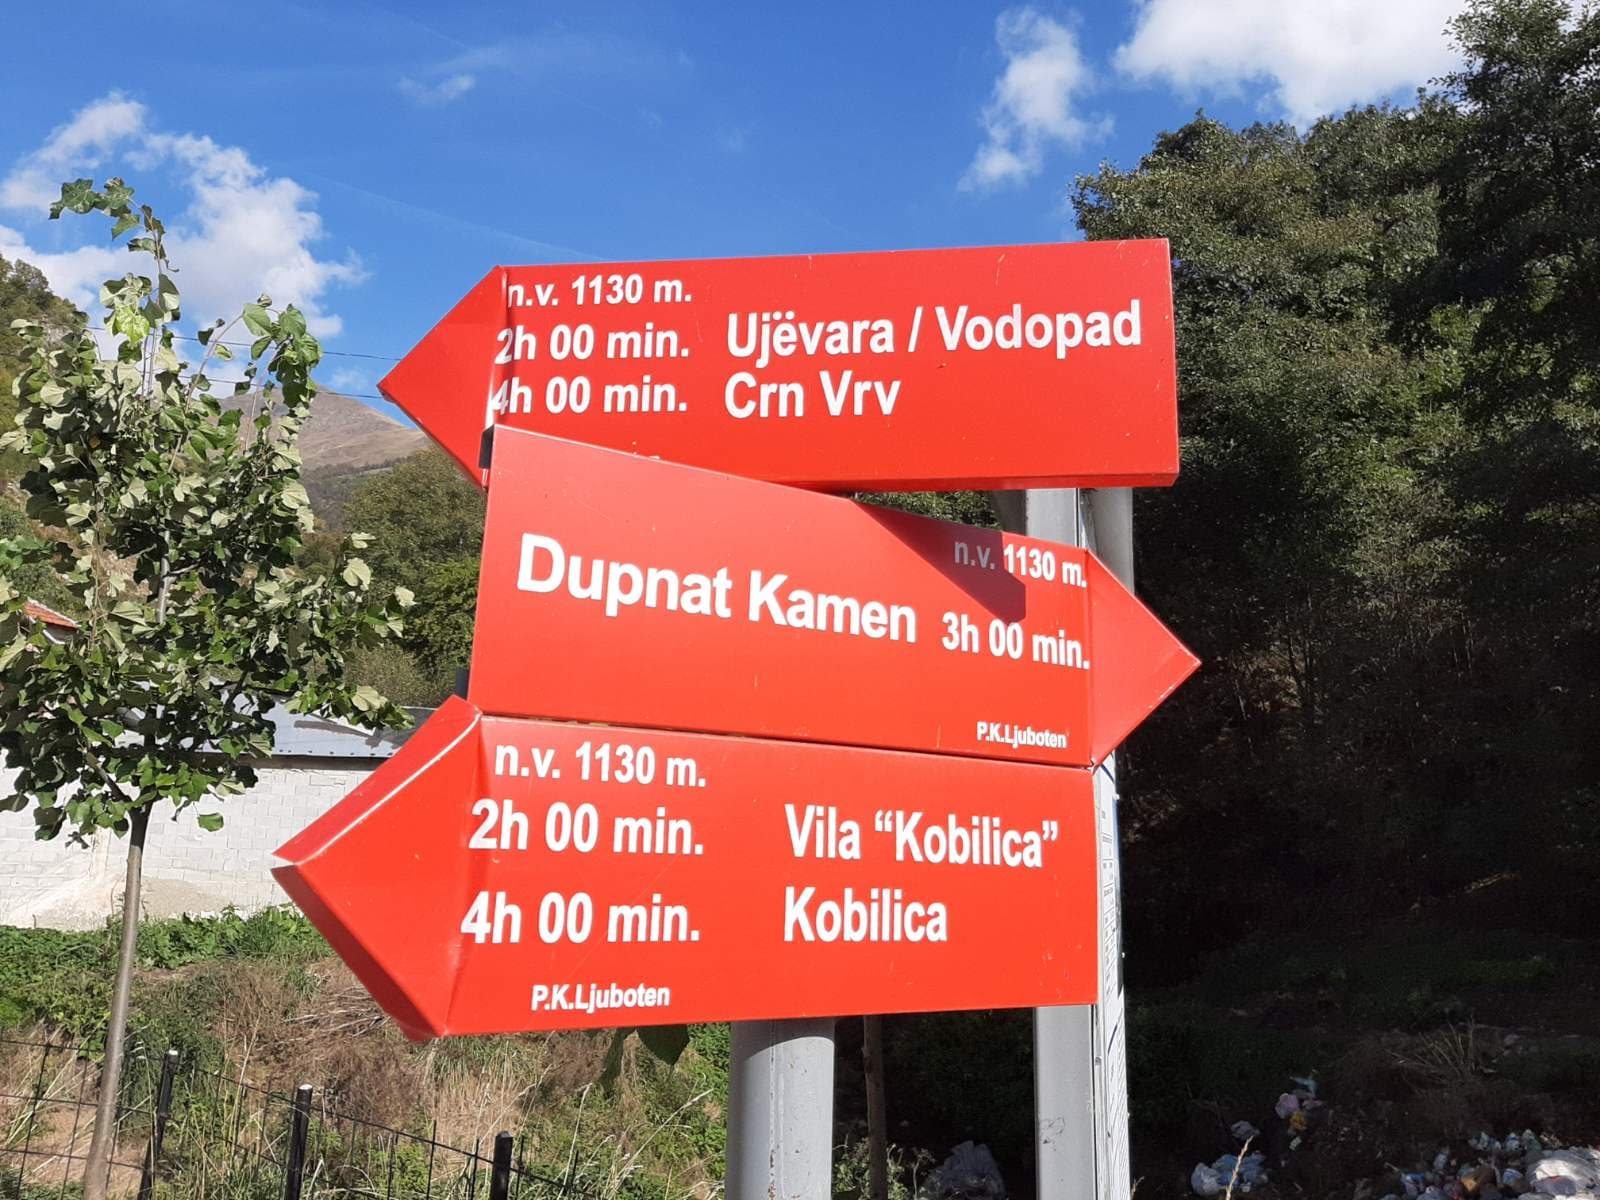 n.v. 1130 m.
2h 00 min. Ujëvara / Vodopad
4h 00 min. Crn Vrv
n.v. 1130 m.
Dupnat Kamen 3h 00 min.
P.K.Ljuboten
n.v. 1130 m.
2h 00 min. Vila “Kobilica”
4h 00 min. Kobilica
P.K.Ljuboten